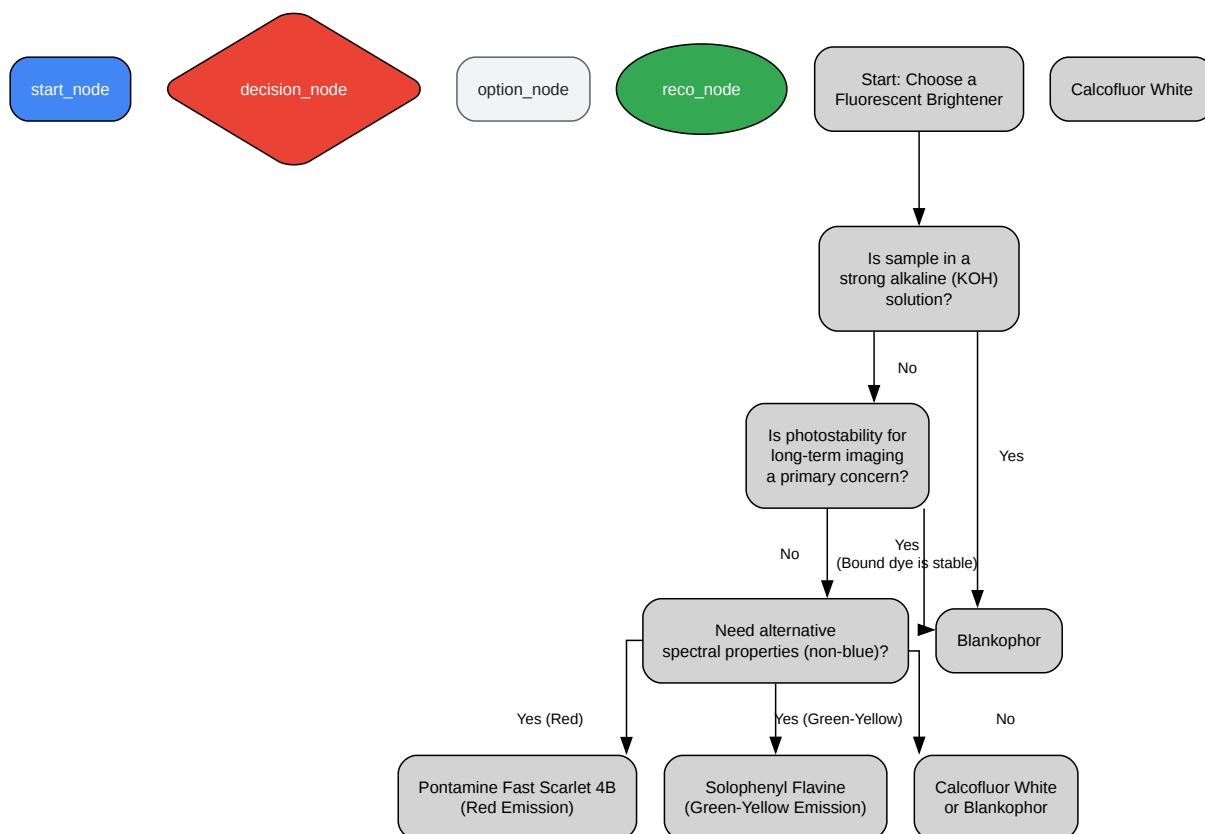 start_node
decision_node
option_node
reco_node
Start: Choose a
Fluorescent Brightener
Calcofluor White
Is sample in a
strong alkaline (KOH)
solution?
No
Yes
Is photostability for
long-term imaging
a primary concern?
No
Yes
(Bound dye is stable)
Need alternative
spectral properties (non-blue)?
Blankophor
Yes (Red)
Yes (Green-Yellow)
No
Pontamine Fast Scarlet 4B
(Red Emission)
Solophenyl Flavine
(Green-Yellow Emission)
Calcofluor White
or Blankophor